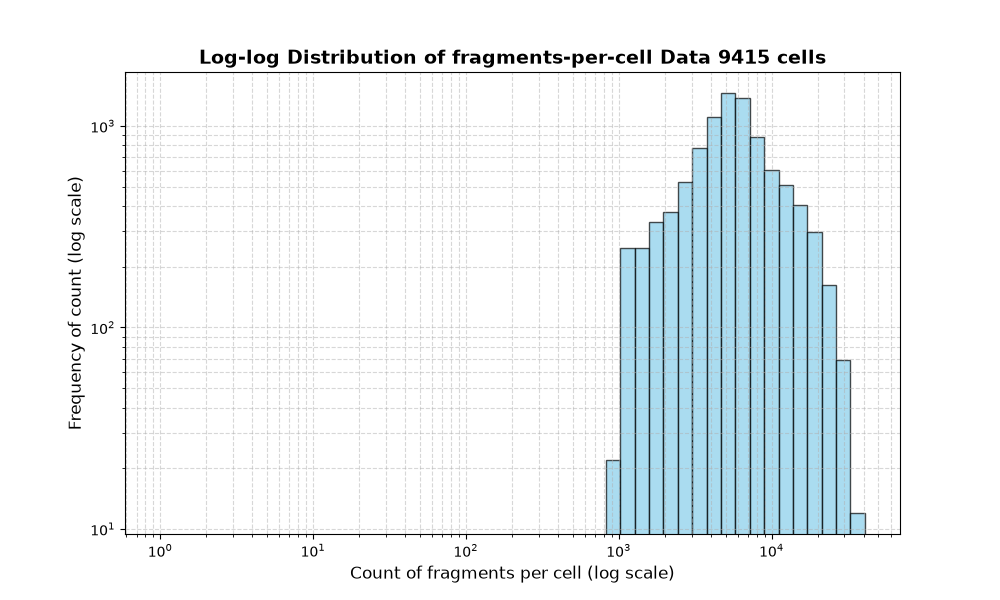 Log-log Distribution of fragments-per-cell Data 9415 cells
Frequency of count (log scale)
10³
10²
10¹
10⁰ 10¹ 10² 10³ 10⁴
Count of fragments per cell (log scale)